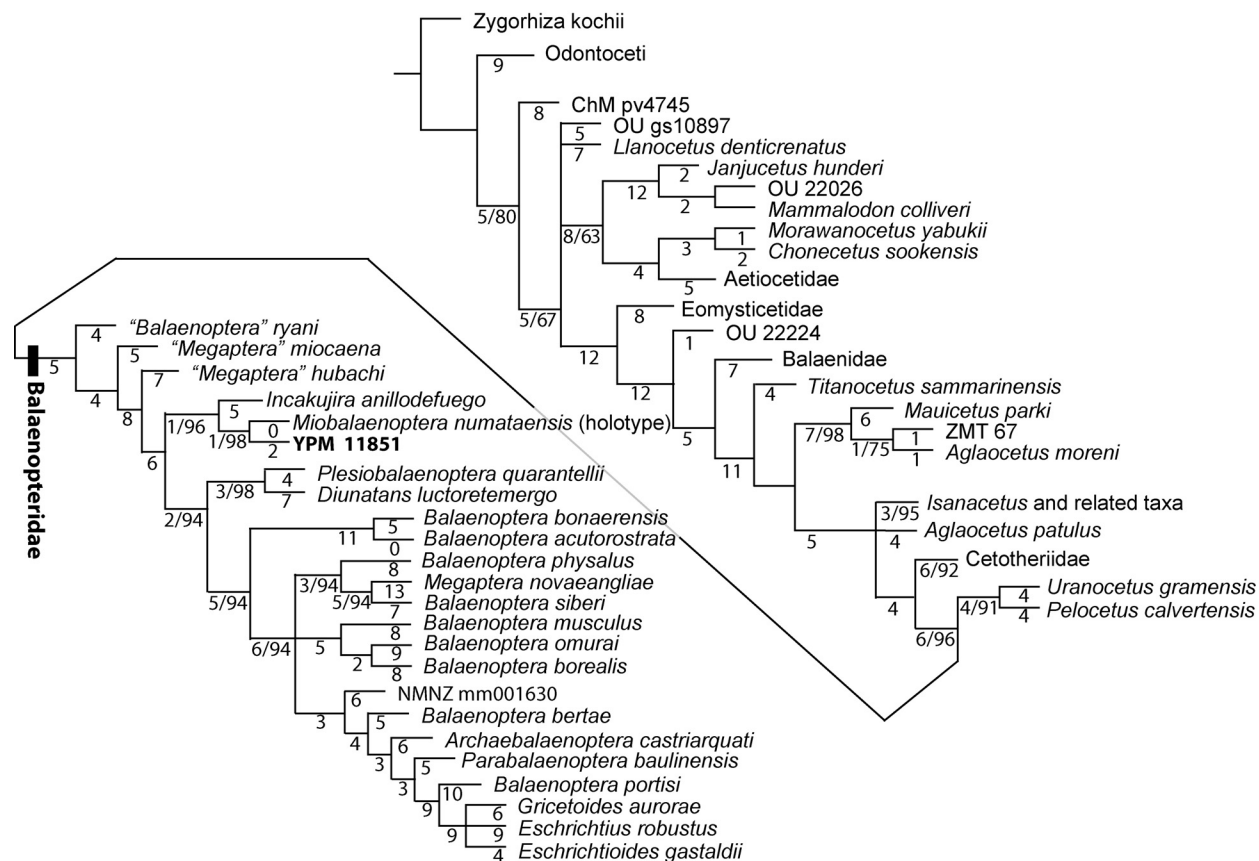 Zygorhiza kochii
9
Odontoceti
8
ChM pv4745
5
OU gs10897
7
Llanocetus denticrenatus
2
Janjucetus hunderi
12
OU 22026
2
Mammalodon colliveri
5/80
8/63
1
Morawanocetus yabukii
3
2
Chonecetus sookensis
4
5
Aetiocetidae
5/67
8
Eomysticetidae
12
1
OU 22224
12
7
Balaenidae
5
4
Titanocetus sammarinensis
6
Mauicetus parki
7/98
1
ZMT 67
1/75
1
Aglaocetus moreni
11
3/95
Isanacetus and related taxa
5
4
Aglaocetus patulus
6/92
Cetotheriidae
4
4/91
4
Uranocetus gramensis
4
Pelocetus calvertensis
6/96
Balaenopteridae
5
4
“Balaenoptera” ryani
4
5
“Megaptera” miocaena
8
7
“Megaptera” hubachi
6
1/96
5
Incakujira anillodefuego
1/98
0
Miobalaenoptera numataensis (holotype)
2
YPM 11851
2/94
3/98
4
Plesiobalaenoptera quarantellii
7
Diunatans luctoretemergo
5/94
11
5
Balaenoptera bonaerensis
0
Balaenoptera acutorostrata
6/94
3/94
8
Balaenoptera physalus
5/94
13
Megaptera novaeangliae
7
Balaenoptera siberi
5
8
Balaenoptera musculus
2
9
Balaenoptera omurai
8
Balaenoptera borealis
3
6
NMNZ mm001630
4
5
Balaenoptera bertae
3
6
Archaebalaenoptera castriarquati
3
5
Parabalaenoptera baulinensis
9
10
Balaenoptera portisi
9
6
Gricetoides aurorae
9
Eschrichtius robustus
4
Eschrichtioides gastaldii